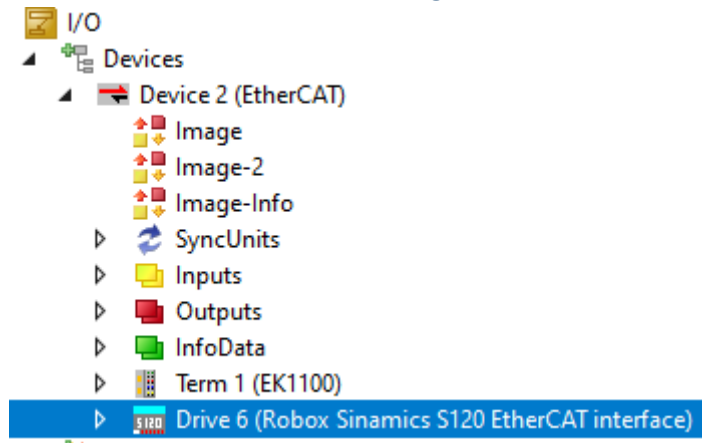 I/O
Devices
Device 2 (EtherCAT)
Image
Image-2
Image-Info
SyncUnits
Inputs
Outputs
InfoData
Term 1 (EK1100)
S120 Drive 6 (Robox Sinamics S120 EtherCAT interface)